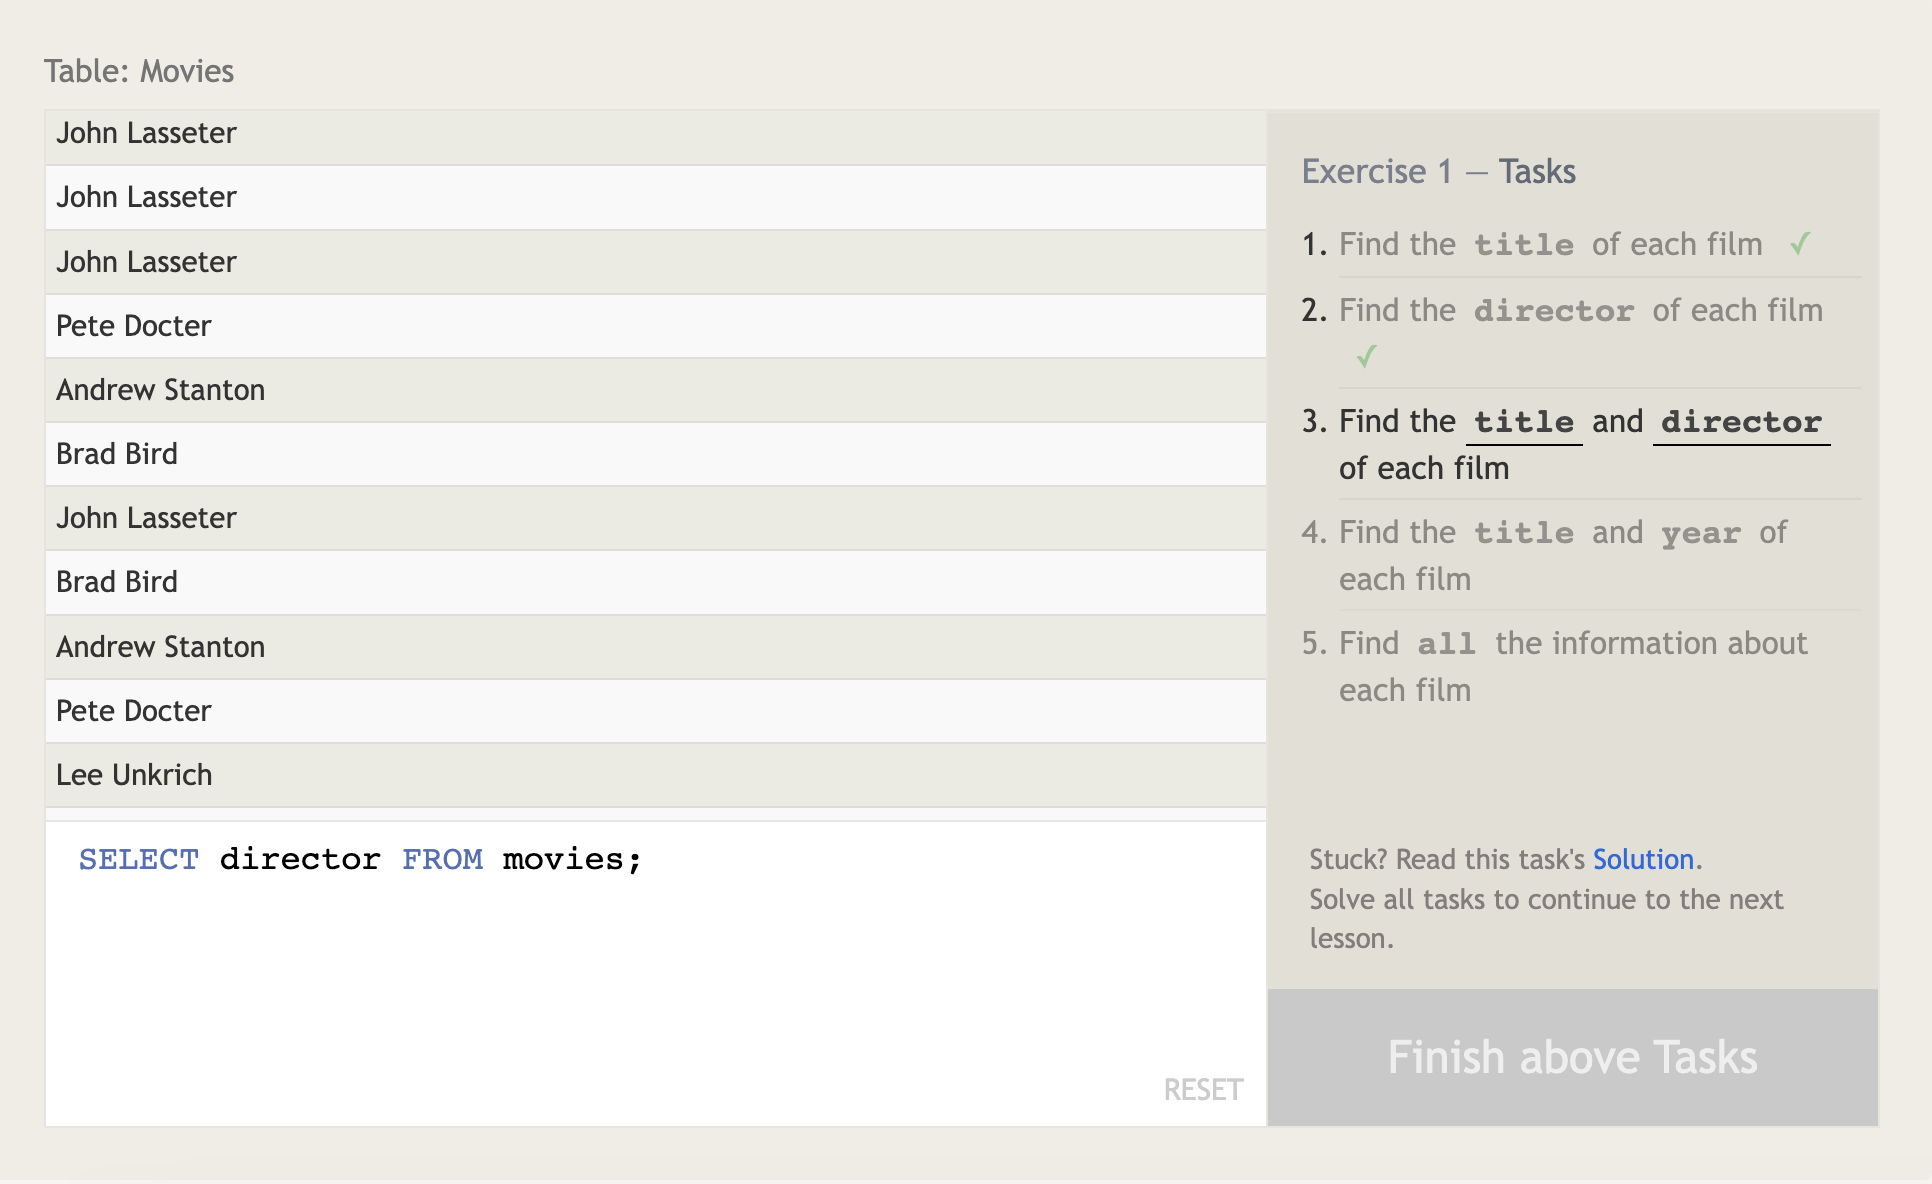 Table: Movies
John Lasseter
John Lasseter
John Lasseter
Pete Docter
Andrew Stanton
Brad Bird
John Lasseter
Brad Bird
Andrew Stanton
Pete Docter
Lee Unkrich
SELECT director FROM movies;
RESET
Exercise 1 — Tasks
1. Find the title of each film ✓
2. Find the director of each film
✓
3. Find the title and director
of each film
4. Find the title and year of
each film
5. Find all the information about
each film
Stuck? Read this task's Solution.
Solve all tasks to continue to the next
lesson.
Finish above Tasks